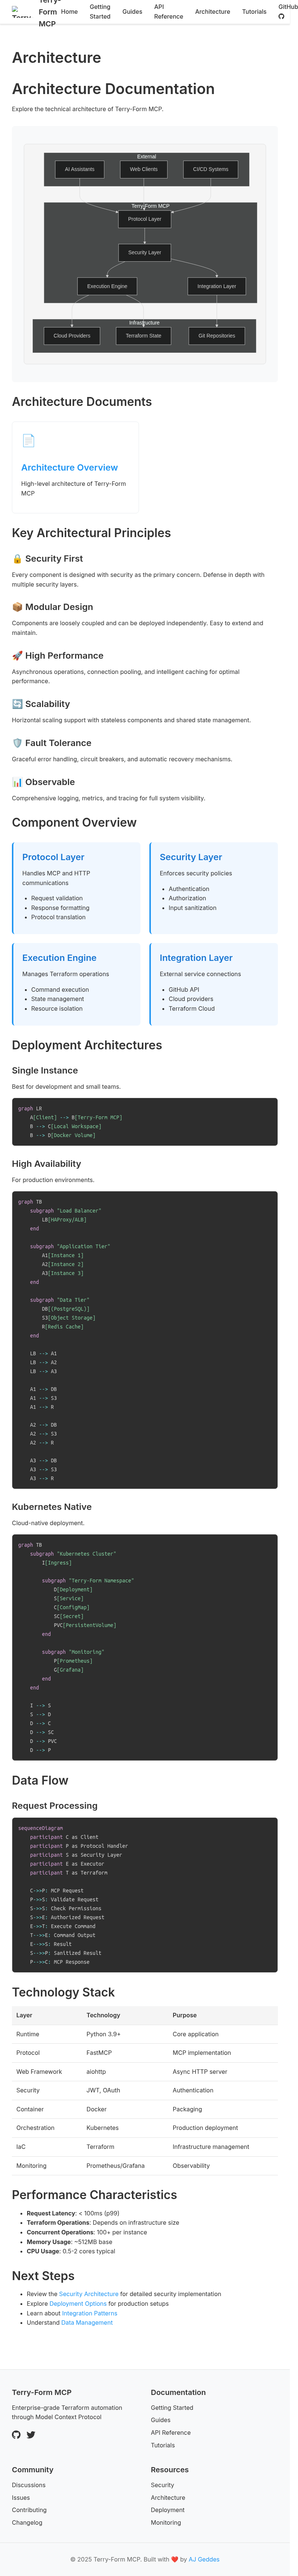 Terry-Form MCP
Home
Getting Started
Guides
API Reference
Architecture
Tutorials
GitHub
Architecture
Architecture Documentation
Explore the technical architecture of Terry-Form MCP.
External
AI Assistants
Web Clients
CI/CD Systems
Terry-Form MCP
Protocol Layer
Security Layer
Execution Engine
Integration Layer
Infrastructure
Cloud Providers
Terraform State
Git Repositories
Architecture Documents
Architecture Overview
High-level architecture of Terry-Form
MCP
Key Architectural Principles
🔒 Security First
Every component is designed with security as the primary concern. Defense in depth with
multiple security layers.
📦 Modular Design
Components are loosely coupled and can be deployed independently. Easy to extend and
maintain.
🚀 High Performance
Asynchronous operations, connection pooling, and intelligent caching for optimal
performance.
🔄 Scalability
Horizontal scaling support with stateless components and shared state management.
🛡️ Fault Tolerance
Graceful error handling, circuit breakers, and automatic recovery mechanisms.
📊 Observable
Comprehensive logging, metrics, and tracing for full system visibility.
Component Overview
Protocol Layer
Handles MCP and HTTP
communications
• Request validation
• Response formatting
• Protocol translation
Security Layer
Enforces security policies
• Authentication
• Authorization
• Input sanitization
Execution Engine
Manages Terraform operations
• Command execution
• State management
• Resource isolation
Integration Layer
External service connections
• GitHub API
• Cloud providers
• Terraform Cloud
Deployment Architectures
Single Instance
Best for development and small teams.
graph LR
A[Client] --> B[Terry-Form MCP]
B --> C[Local Workspace]
B --> D[Docker Volume]
High Availability
For production environments.
graph TB
subgraph "Load Balancer"
LB[HAProxy/ALB]
end
subgraph "Application Tier"
A1[Instance 1]
A2[Instance 2]
A3[Instance 3]
end
subgraph "Data Tier"
DB[(PostgreSQL)]
S3[Object Storage]
R[Redis Cache]
end
LB --> A1
LB --> A2
LB --> A3
A1 --> DB
A1 --> S3
A1 --> R
A2 --> DB
A2 --> S3
A2 --> R
A3 --> DB
A3 --> S3
A3 --> R
Kubernetes Native
Cloud-native deployment.
graph TB
subgraph "Kubernetes Cluster"
I[Ingress]
subgraph "Terry-Form Namespace"
D[Deployment]
S[Service]
C[ConfigMap]
SC[Secret]
PVC[PersistentVolume]
end
subgraph "Monitoring"
P[Prometheus]
G[Grafana]
end
end
I --> S
S --> D
D --> C
D --> SC
D --> PVC
D --> P
Data Flow
Request Processing
sequenceDiagram
participant C as Client
participant P as Protocol Handler
participant S as Security Layer
participant E as Executor
participant T as Terraform
C->>P: MCP Request
P->>S: Validate Request
S->>S: Check Permissions
S->>E: Authorized Request
E->>T: Execute Command
T-->>E: Command Output
E-->>S: Result
S-->>P: Sanitized Result
P-->>C: MCP Response
Technology Stack
Layer Technology Purpose
Runtime Python 3.9+ Core application
Protocol FastMCP MCP implementation
Web Framework aiohttp Async HTTP server
Security JWT, OAuth Authentication
Container Docker Packaging
Orchestration Kubernetes Production deployment
IaC Terraform Infrastructure management
Monitoring Prometheus/Grafana Observability
Performance Characteristics
• Request Latency: < 100ms (p99)
• Terraform Operations: Depends on infrastructure size
• Concurrent Operations: 100+ per instance
• Memory Usage: ~512MB base
• CPU Usage: 0.5-2 cores typical
Next Steps
• Review the Security Architecture for detailed security implementation
• Explore Deployment Options for production setups
• Learn about Integration Patterns
• Understand Data Management
Terry-Form MCP
Enterprise-grade Terraform automation
through Model Context Protocol
Documentation
Getting Started
Guides
API Reference
Tutorials
Community
Discussions
Issues
Contributing
Changelog
Resources
Security
Architecture
Deployment
Monitoring
© 2025 Terry-Form MCP. Built with ❤️ by AJ Geddes